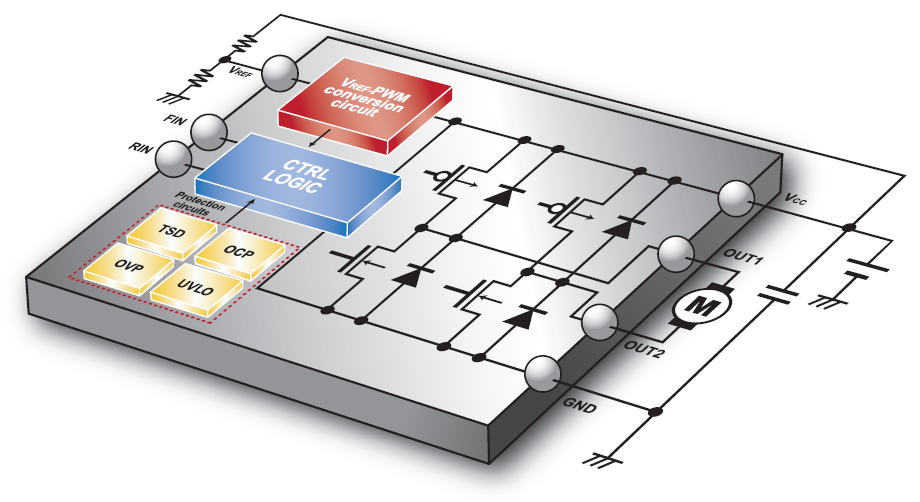 VREF
VREF-PWM
conversion
circuit
FIN
RIN
CTRL
LOGIC
Protection
circuits
TSD
OCP
OVP
UVLO
VCC
OUT1
M
OUT2
GND